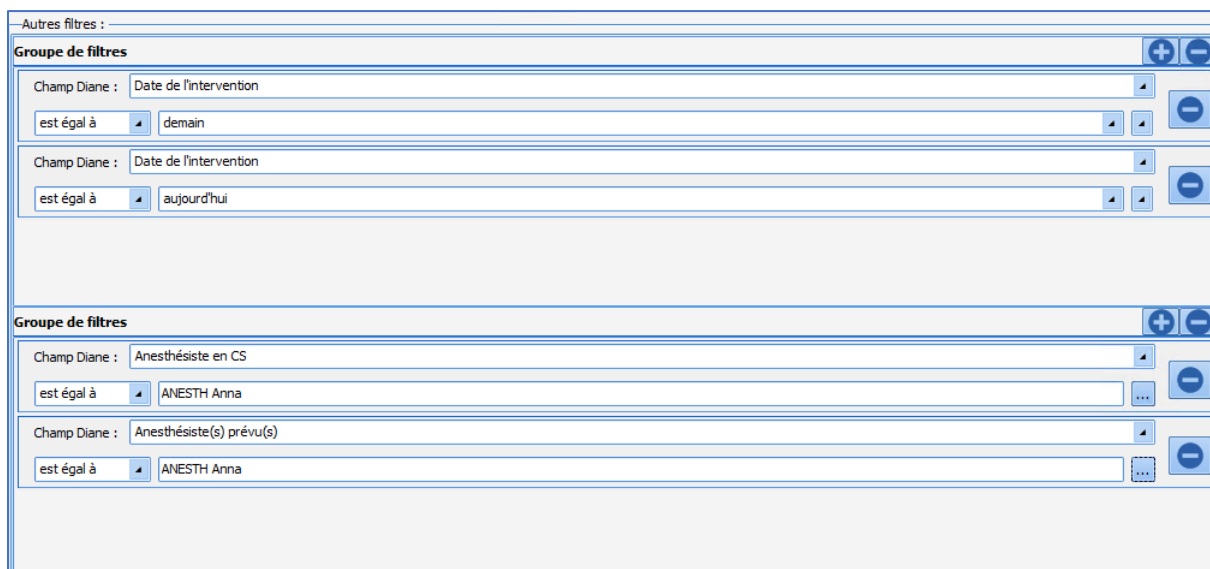 Autres filtres :
Groupe de filtres
Champ Diane : Date de l'intervention
est égal à demain
Champ Diane : Date de l'intervention
est égal à aujourd'hui
Groupe de filtres
Champ Diane : Anesthésiste en CS
est égal à ANESTH Anna ...
Champ Diane : Anesthésiste(s) prévu(s)
est égal à ANESTH Anna ...